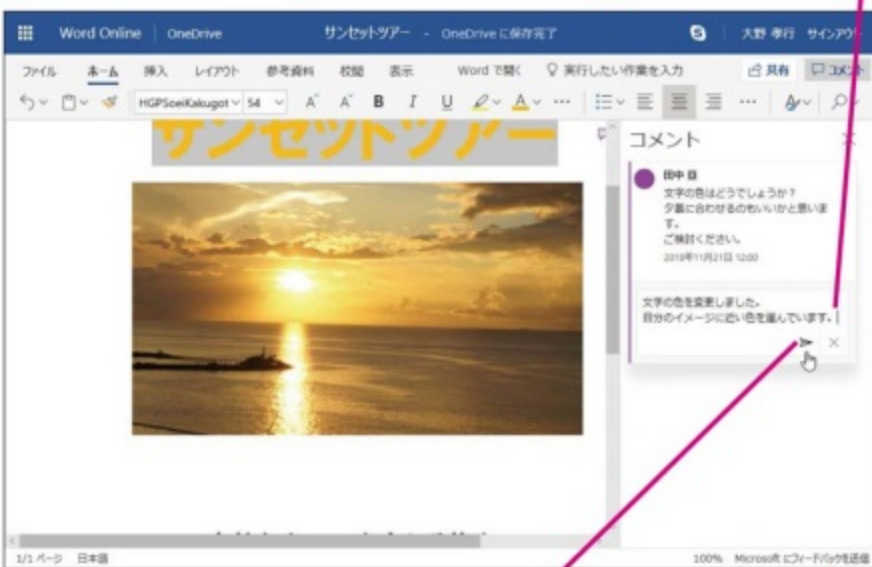 Word Online OneDrive サンセットツアー - OneDrive に保存完了 大野 孝行 サインアウト
ファイル ホーム 挿入 レイアウト 参考資料 校閲 表示 Word で開く 実行したい作業を入力 共有 コメント
HGPSoeiKakugot 54 A A B I U A
サンセットツアー
コメント
田中 亘
文字の色はどうでしょうか？
夕暮に合わせるのもいいかと思いま
す。
ご検討ください。
2018年11月21日 12:00
文字の色を変更しました。
自分のイメージに近い色を選んでいます。
1/1 ページ 日本語 100% Microsoft にフィードバックを送信